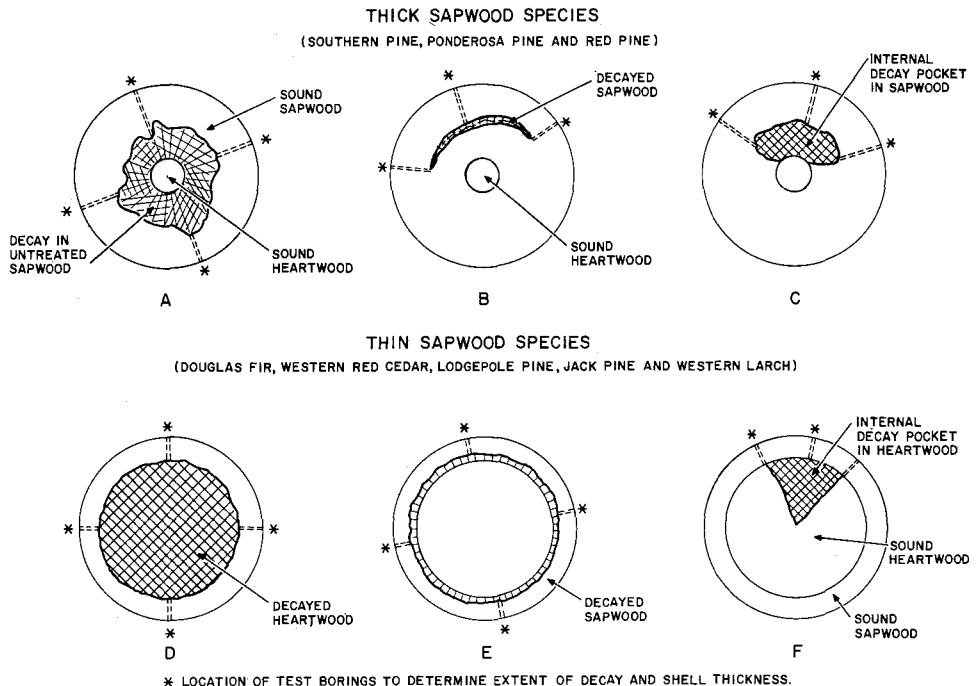 THICK SAPWOOD SPECIES
(SOUTHERN PINE, PONDEROSA PINE AND RED PINE)
*
SOUND
SAPWOOD
*
*
*
DECAY IN
UNTREATED
SAPWOOD
SOUND
HEARTWOOD
A
*
DECAYED
SAPWOOD
*
*
SOUND
HEARTWOOD
B
INTERNAL
DECAY POCKET
IN SAPWOOD
*
*
*
C
THIN SAPWOOD SPECIES
(DOUGLAS FIR, WESTERN RED CEDAR, LODGEPOLE PINE, JACK PINE AND WESTERN LARCH)
*
*
*
*
DECAYED
HEARTWOOD
D
*
*
*
*
DECAYED
SAPWOOD
E
*
*
*
INTERNAL
DECAY POCKET
IN HEARTWOOD
SOUND
HEARTWOOD
SOUND
SAPWOOD
F
* LOCATION OF TEST BORINGS TO DETERMINE EXTENT OF DECAY AND SHELL THICKNESS.